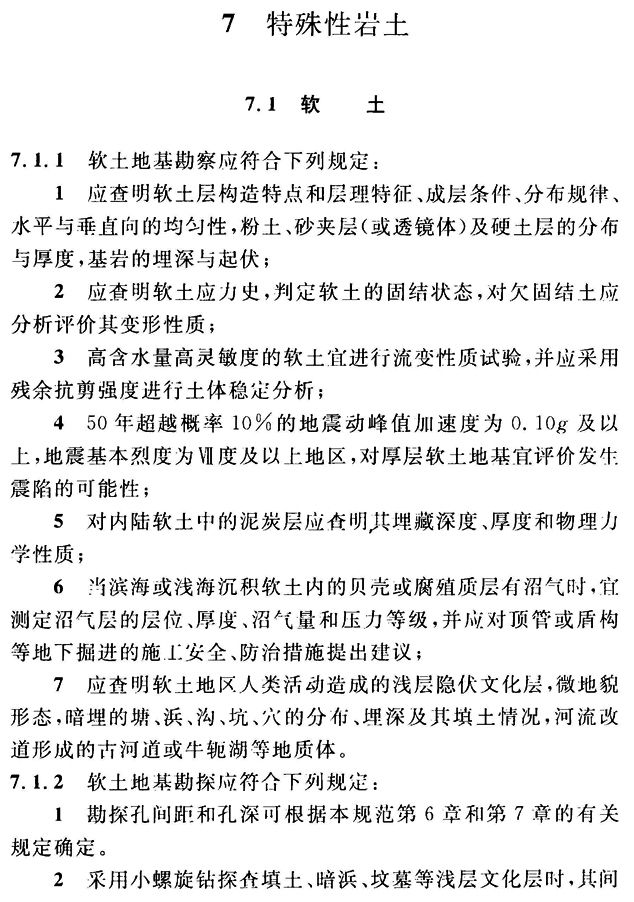 7 特殊性岩土
7.1 软 土
7.1.1 软土地基勘察应符合下列规定:
1 应查明软土层构造特点和层理特征、成层条件、分布规律、
水平与垂直向的均匀性,粉土、砂夹层(或透镜体)及硬土层的分布
与厚度,基岩的埋深与起伏;
2 应查明软土应力史,判定软土的固结状态,对欠固结土应
分析评价其变形性质;
3 高含水量高灵敏度的软土宜进行流变性质试验,并应采用
残余抗剪强度进行土体稳定分析;
4 50年超越概率10%的地震动峰值加速度为0.10g及以
上,地震基本烈度为Ⅶ度及以上地区,对厚层软土地基宜评价发生
震陷的可能性;
5 对内陆软土中的泥炭层应查明其埋藏深度、厚度和物理力
学性质;
6 当滨海或浅海沉积软土内的贝壳或腐殖质层有沼气时,宜
测定沼气层的层位、厚度、沼气量和压力等级,并应对顶管或盾构
等地下掘进的施工安全、防治措施提出建议;
7 应查明软土地区人类活动造成的浅层隐伏文化层,微地貌
形态,暗埋的塘、浜、沟、坑、穴的分布、埋深及其填土情况,河流改
道形成的古河道或牛轭湖等地质体。
7.1.2 软土地基勘探应符合下列规定:
1 勘探孔间距和孔深可根据本规范第6章和第7章的有关
规定确定。
2 采用小螺旋钻探查填土、暗浜、坟墓等浅层文化层时,其间